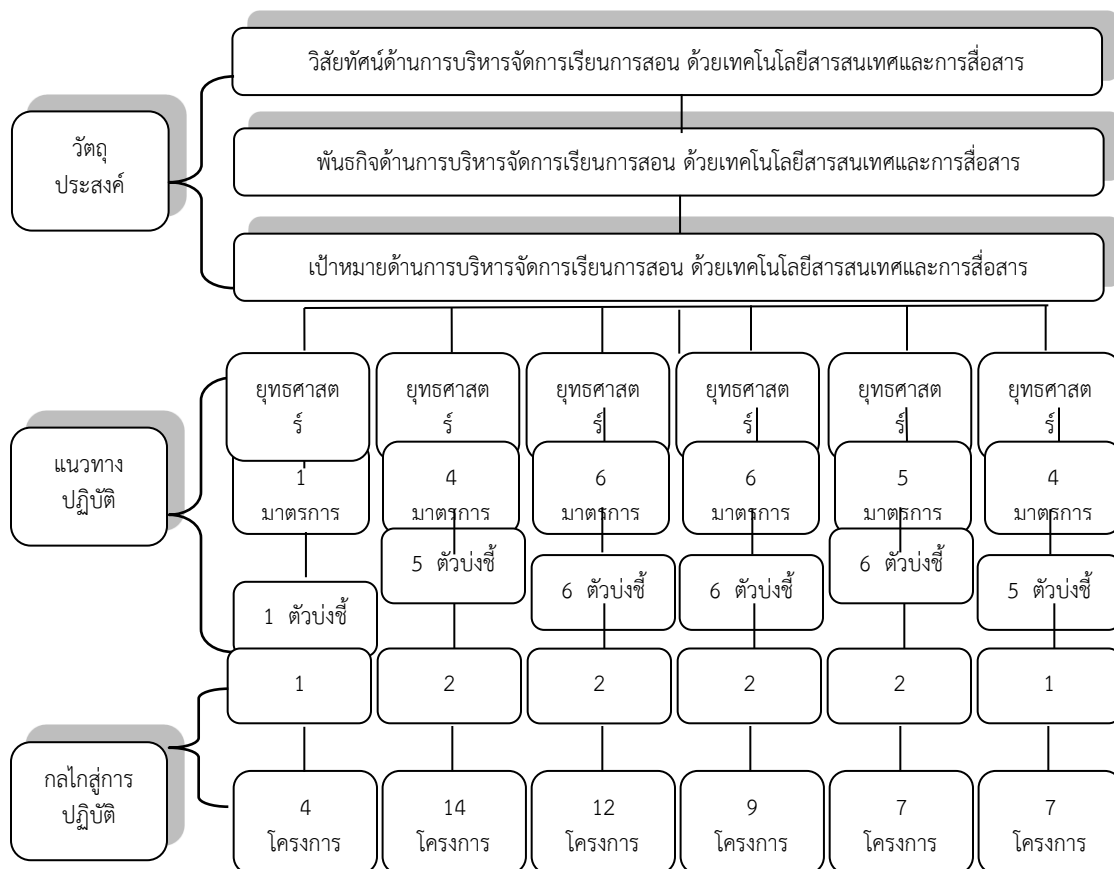 วิสัยทัศน์ด้านการบริหารจัดการเรียนการสอน ด้วยเทคโนโลยีสารสนเทศและการสื่อสาร
วัตถุ
ประสงค์
พันธกิจด้านการบริหารจัดการเรียนการสอน ด้วยเทคโนโลยีสารสนเทศและการสื่อสาร
เป้าหมายด้านการบริหารจัดการเรียนการสอน ด้วยเทคโนโลยีสารสนเทศและการสื่อสาร
ยุทธศาสต ยุทธศาสต ยุทธศาสต ยุทธศาสต ยุทธศาสต ยุทธศาสต
ร์ ร์ ร์ ร์ ร์ ร์
แนวทาง
ปฏิบัติ
1 4 6 6 5 4
มาตรการ มาตรการ มาตรการ มาตรการ มาตรการ มาตรการ
1 ตัวบ่งชี้ 5 ตัวบ่งชี้ 6 ตัวบ่งชี้ 6 ตัวบ่งชี้ 6 ตัวบ่งชี้ 5 ตัวบ่งชี้
1 2 2 2 2 1
กลไกสู่การ
ปฏิบัติ
4 14 12 9 7 7
โครงการ โครงการ โครงการ โครงการ โครงการ โครงการ